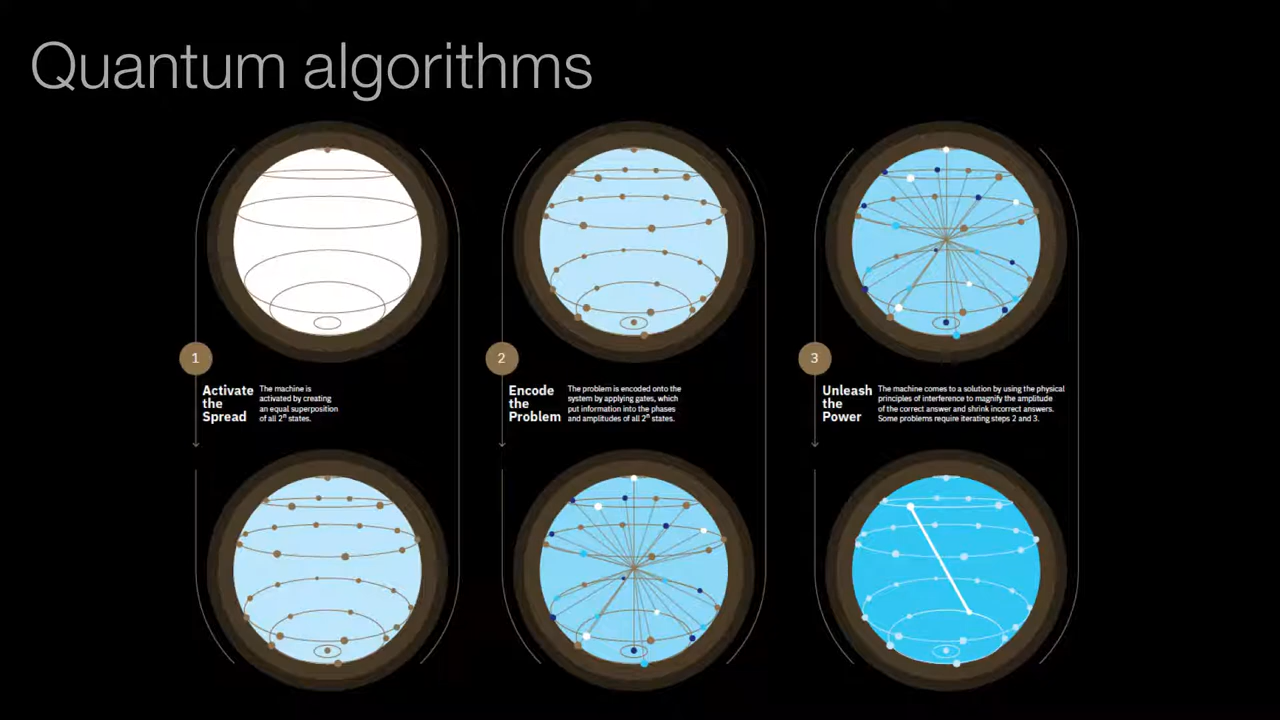 Quantum algorithms
1
Activate
the
Spread
The machine is
activated by creating
an equal superposition
of all 2ⁿ states.
2
Encode
the
Problem
The problem is encoded onto the
system by applying gates, which
put information into the phases
and amplitudes of all 2ⁿ states.
3
Unleash
the
Power
The machine comes to a solution by using the physical
principles of interference to magnify the amplitude
of the correct answer and shrink incorrect answers.
Some problems require iterating steps 2 and 3.